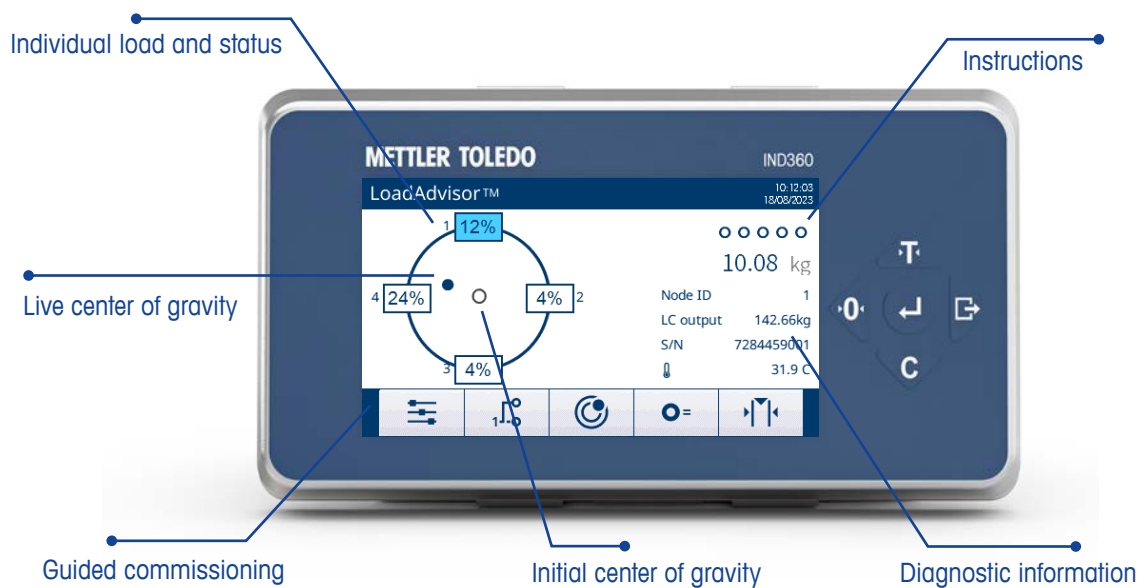 Individual load and status
Instructions
METTLER TOLEDO
IND360
LoadAdvisor™
10:12:03
18/08/2023
1 12%
10.08 kg
Live center of gravity
4 24%
4% 2
Node ID 1
LC output 142.66kg
S/N 7284459001
3 4%
31.9 C
1
=
T
0
C
Guided commissioning
Initial center of gravity
Diagnostic information